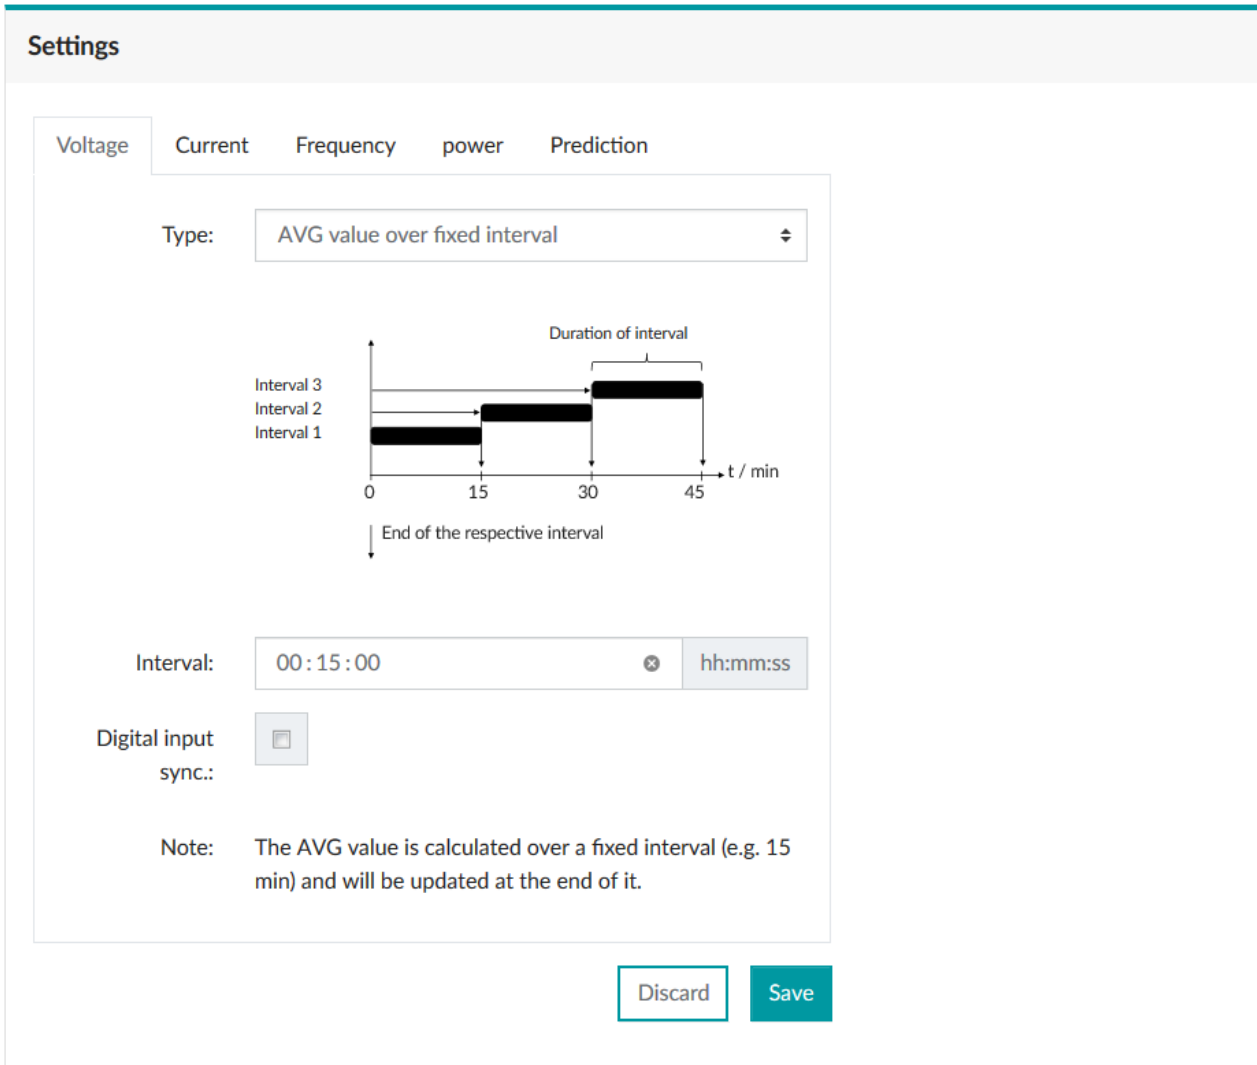 Settings
Voltage Current Frequency power Prediction
Type: AVG value over fixed interval
Duration of interval
Interval 3
Interval 2
Interval 1
t / min
0 15 30 45
End of the respective interval
Interval: 00:15:00 hh:mm:ss
Digital input
sync.:
Note: The AVG value is calculated over a fixed interval (e.g. 15
min) and will be updated at the end of it.
Discard Save